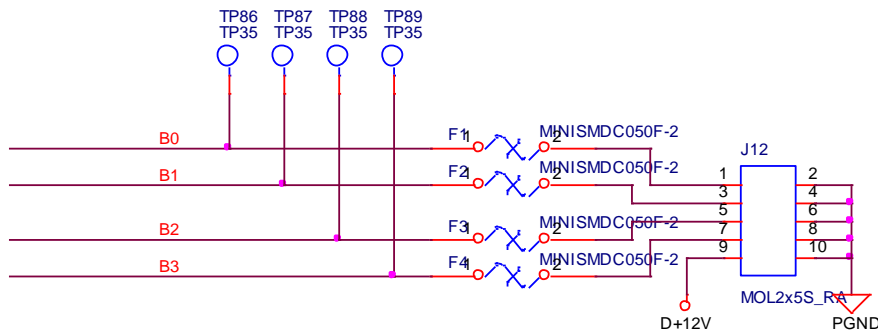 TP86 TP87 TP88 TP89
TP35 TP35 TP35 TP35
B0 F1 1 2 MINISMDC050F-2
B1 F2 1 2 MINISMDC050F-2
B2 F3 1 2 MINISMDC050F-2
B3 F4 1 2 MINISMDC050F-2
J12
1 2
3 4
5 6
7 8
9 10
MOL2x5S_RA
D+12V PGND